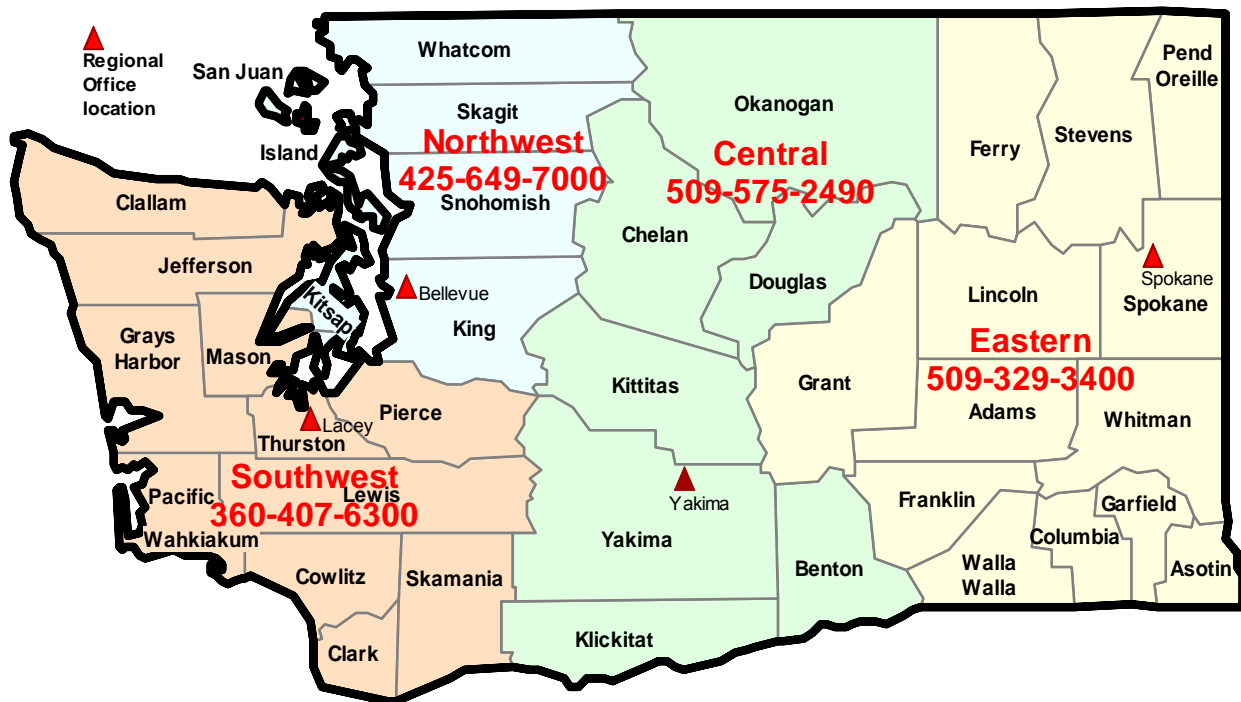 Regional
Office
location
San Juan
Island
Whatcom
Skagit
Northwest
425-649-7000
Snohomish
Okanogan
Central
509-575-2490
Chelan
Douglas
Ferry
Stevens
Pend
Oreille
Clallam
Jefferson
Kitsap
Bellevue
King
Grays
Harbor
Mason
Kittitas
Grant
Lincoln
Spokane
Spokane
Eastern
509-329-3400
Adams
Whitman
Pierce
Lacey
Thurston
Southwest
Lewis
360-407-6300
Pacific
Wahkiakum
Yakima
Yakima
Franklin
Garfield
Columbia
Asotin
Walla
Walla
Benton
Cowlitz
Skamania
Clark
Klickitat